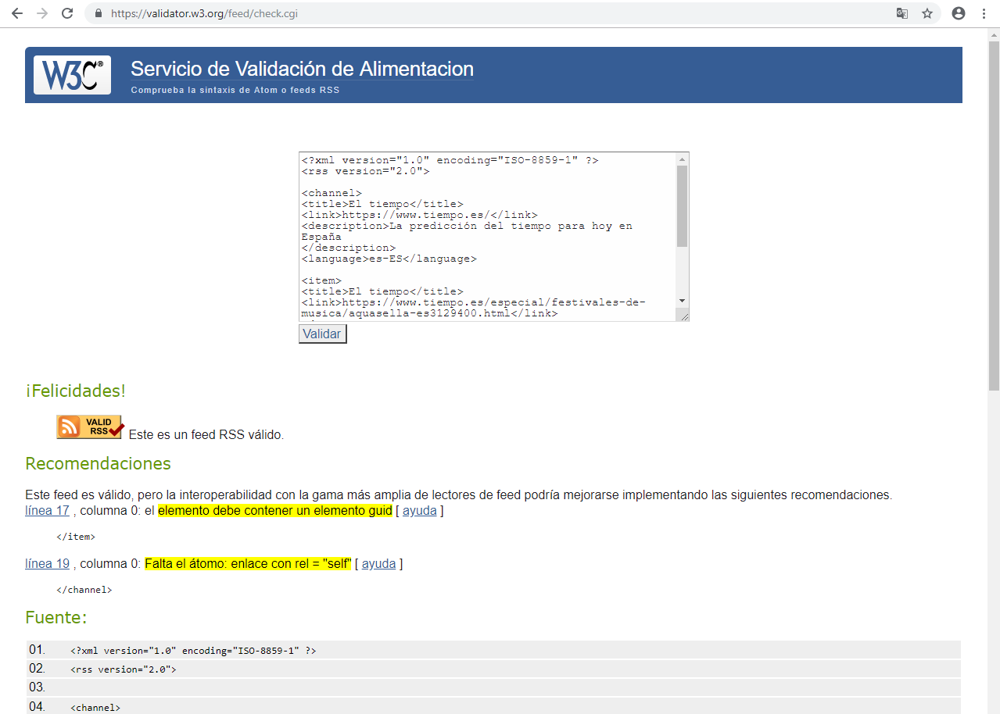 https://validator.w3.org/feed/check.cgi
W3C®
Servicio de Validación de Alimentacion
Comprueba la sintaxis de Atom o feeds RSS
<?xml version="1.0" encoding="ISO-8859-1" ?>
<rss version="2.0">
<channel>
<title>El tiempo</title>
<link>https://www.tiempo.es/</link>
<description>La predicción del tiempo para hoy en
España
</description>
<language>es-ES</language>
<item>
<title>El tiempo</title>
<link>https://www.tiempo.es/especial/festivales-de-
musica/aquasella-es3129400.html</link>
Validar
¡Felicidades!
VALID
RSS
Este es un feed RSS válido.
Recomendaciones
Este feed es válido, pero la interoperabilidad con la gama más amplia de lectores de feed podría mejorarse implementando las siguientes recomendaciones.
línea 17 , columna 0: el elemento debe contener un elemento guid [ ayuda ]
</item>
línea 19 , columna 0: Falta el átomo: enlace con rel = "self" [ ayuda ]
</channel>
Fuente:
01. <?xml version="1.0" encoding="ISO-8859-1" ?>
02. <rss version="2.0">
03.
04. <channel>